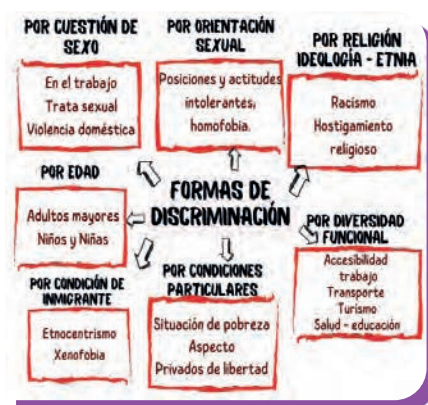 POR CUESTIÓN DE
SEXO
En el trabajo
Trata sexual
Violencia doméstica
POR ORIENTACIÓN
SEXUAL
Posiciones y actitudes
intolerantes,
homofobia.
POR RELIGIÓN
IDEOLOGÍA - ETNIA
Racismo
Hostigamiento
religioso
POR EDAD
Adultos mayores
Niños y Niñas
FORMAS DE
DISCRIMINACIÓN
POR DIVERSIDAD
FUNCIONAL
Accesibilidad
trabajo
Transporte
Turismo
Salud - educación
POR CONDICIÓN DE
INMIGRANTE
Etnocentrismo
Xenofobia
POR CONDICIONES
PARTICULARES
Situación de pobreza
Aspecto
Privados de libertad